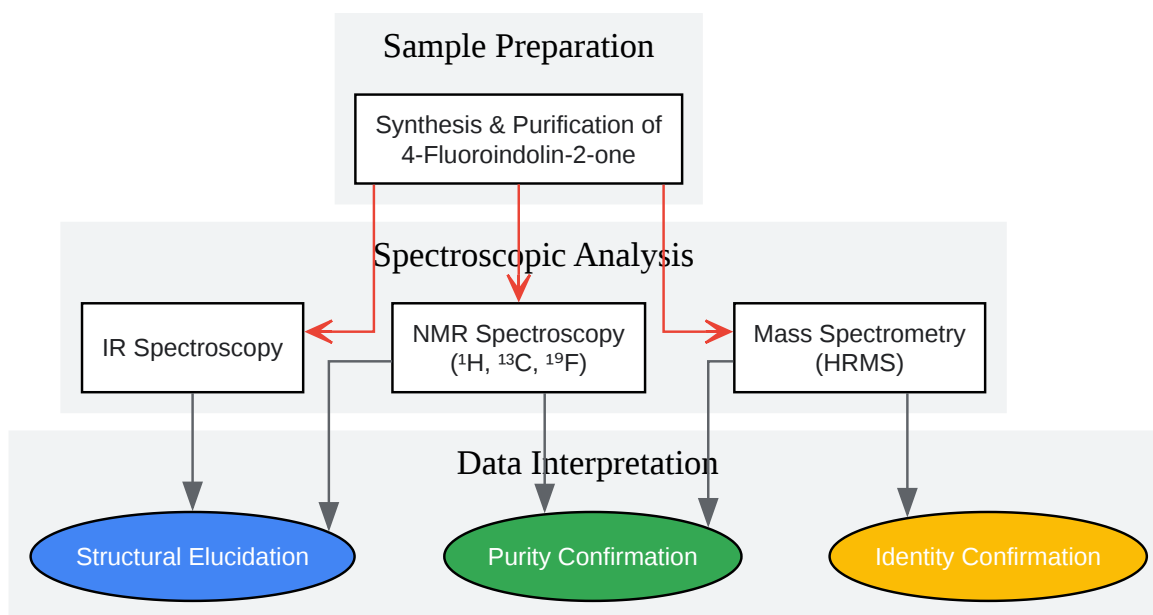 Sample Preparation
Synthesis & Purification of
4-Fluoroindolin-2-one
Spectroscopic Analysis
IR Spectroscopy
NMR Spectroscopy
(¹H, ¹³C, ¹⁹F)
Mass Spectrometry
(HRMS)
Data Interpretation
Structural Elucidation
Purity Confirmation
Identity Confirmation